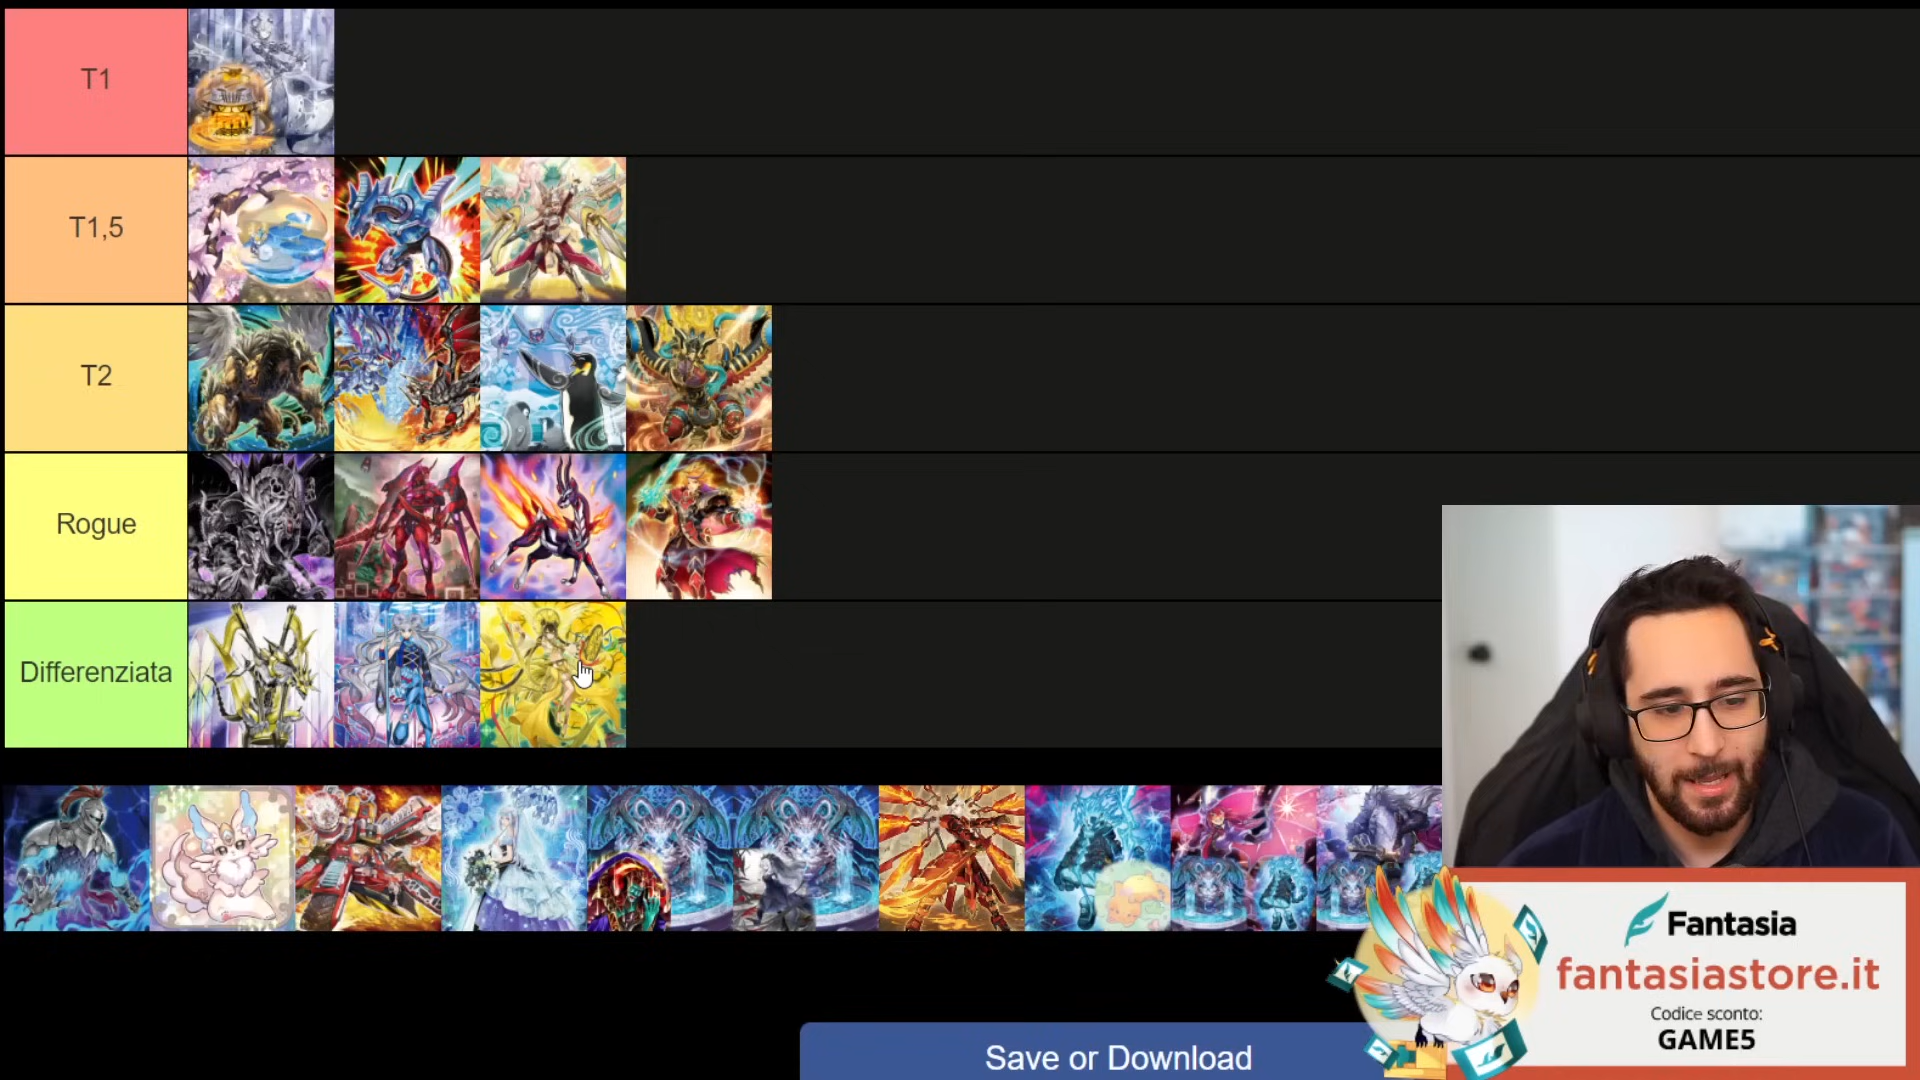 T1
T1,5
T2
Rogue
Differenziata
Fantasia
fantasiastore.it
Codice sconto:
GAME5
Save or Download